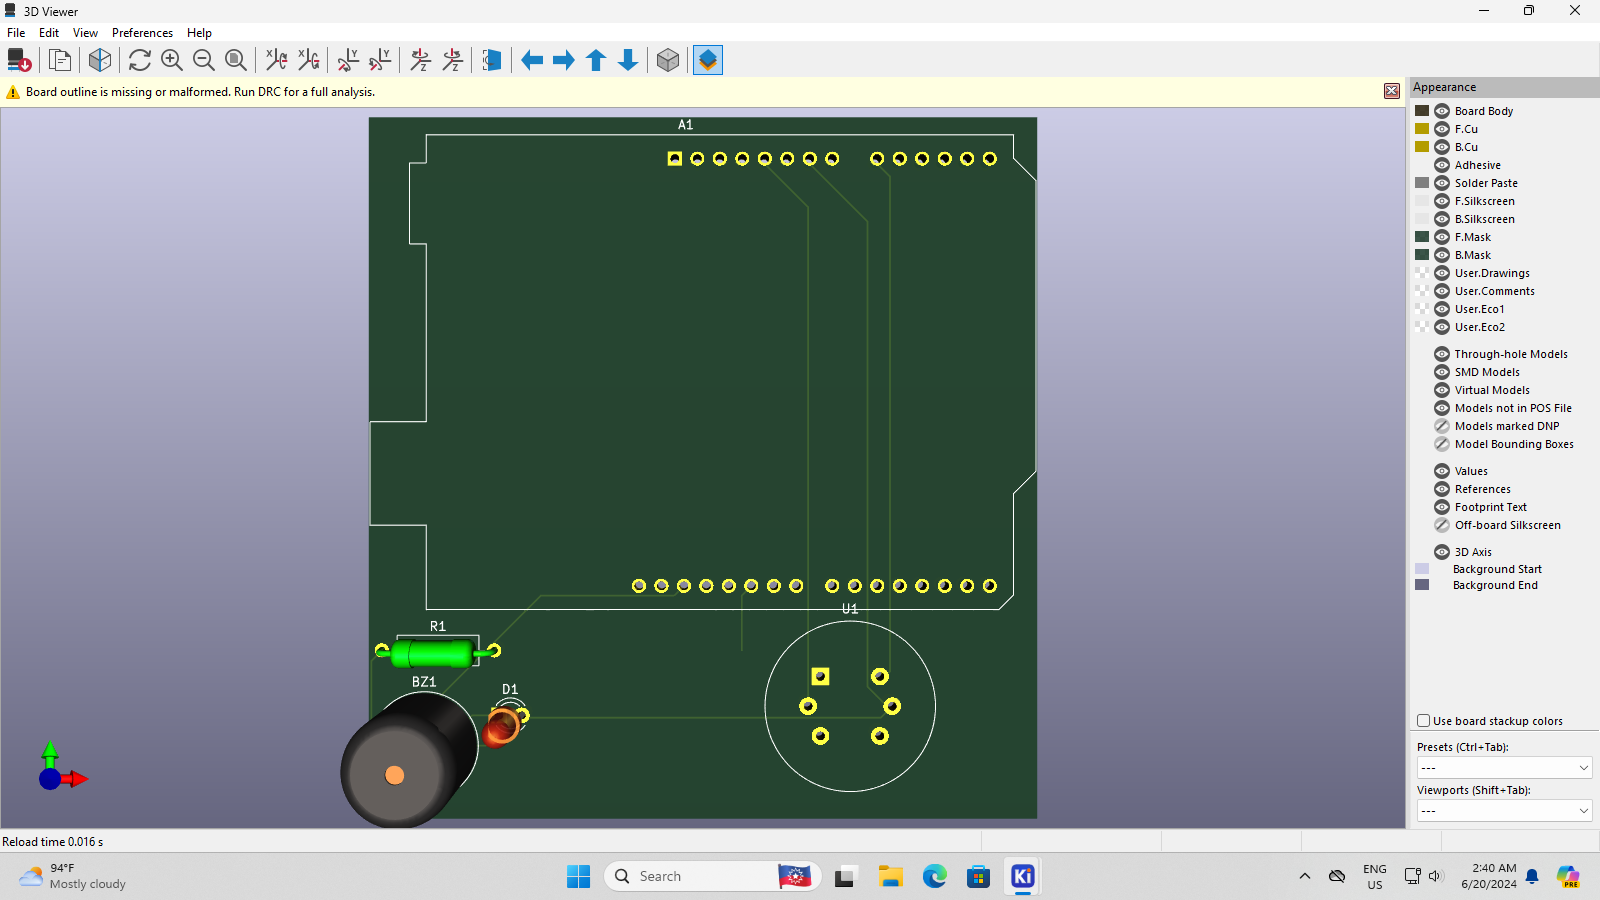 3D Viewer
File Edit View Preferences Help
Board outline is missing or malformed. Run DRC for a full analysis.
A1
U1
R1
BZ1
D1
Appearance
Board Body
F.Cu
B.Cu
Adhesive
Solder Paste
F.Silkscreen
B.Silkscreen
F.Mask
B.Mask
User.Drawings
User.Comments
User.Eco1
User.Eco2
Through-hole Models
SMD Models
Virtual Models
Models not in POS File
Models marked DNP
Model Bounding Boxes
Values
References
Footprint Text
Off-board Silkscreen
3D Axis
Background Start
Background End
Use board stackup colors
Presets (Ctrl+Tab):
---
Viewports (Shift+Tab):
---
Reload time 0.016 s
94°F
Mostly cloudy
Search
Ki
ENG
US
2:40 AM
6/20/2024
PRE